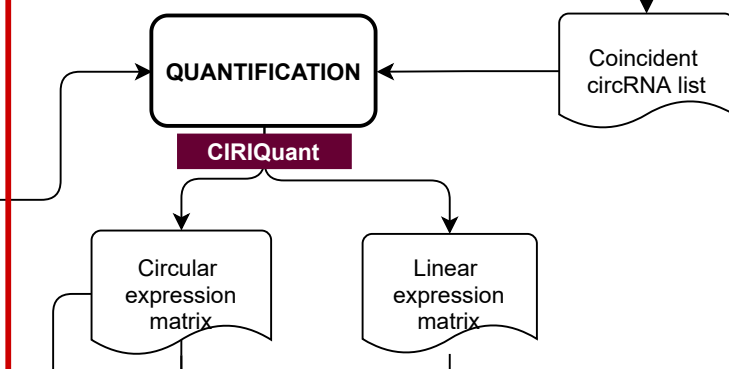 Coincident
circRNA list
QUANTIFICATION
CIRIQuant
Circular
expression
matrix
Linear
expression
matrix